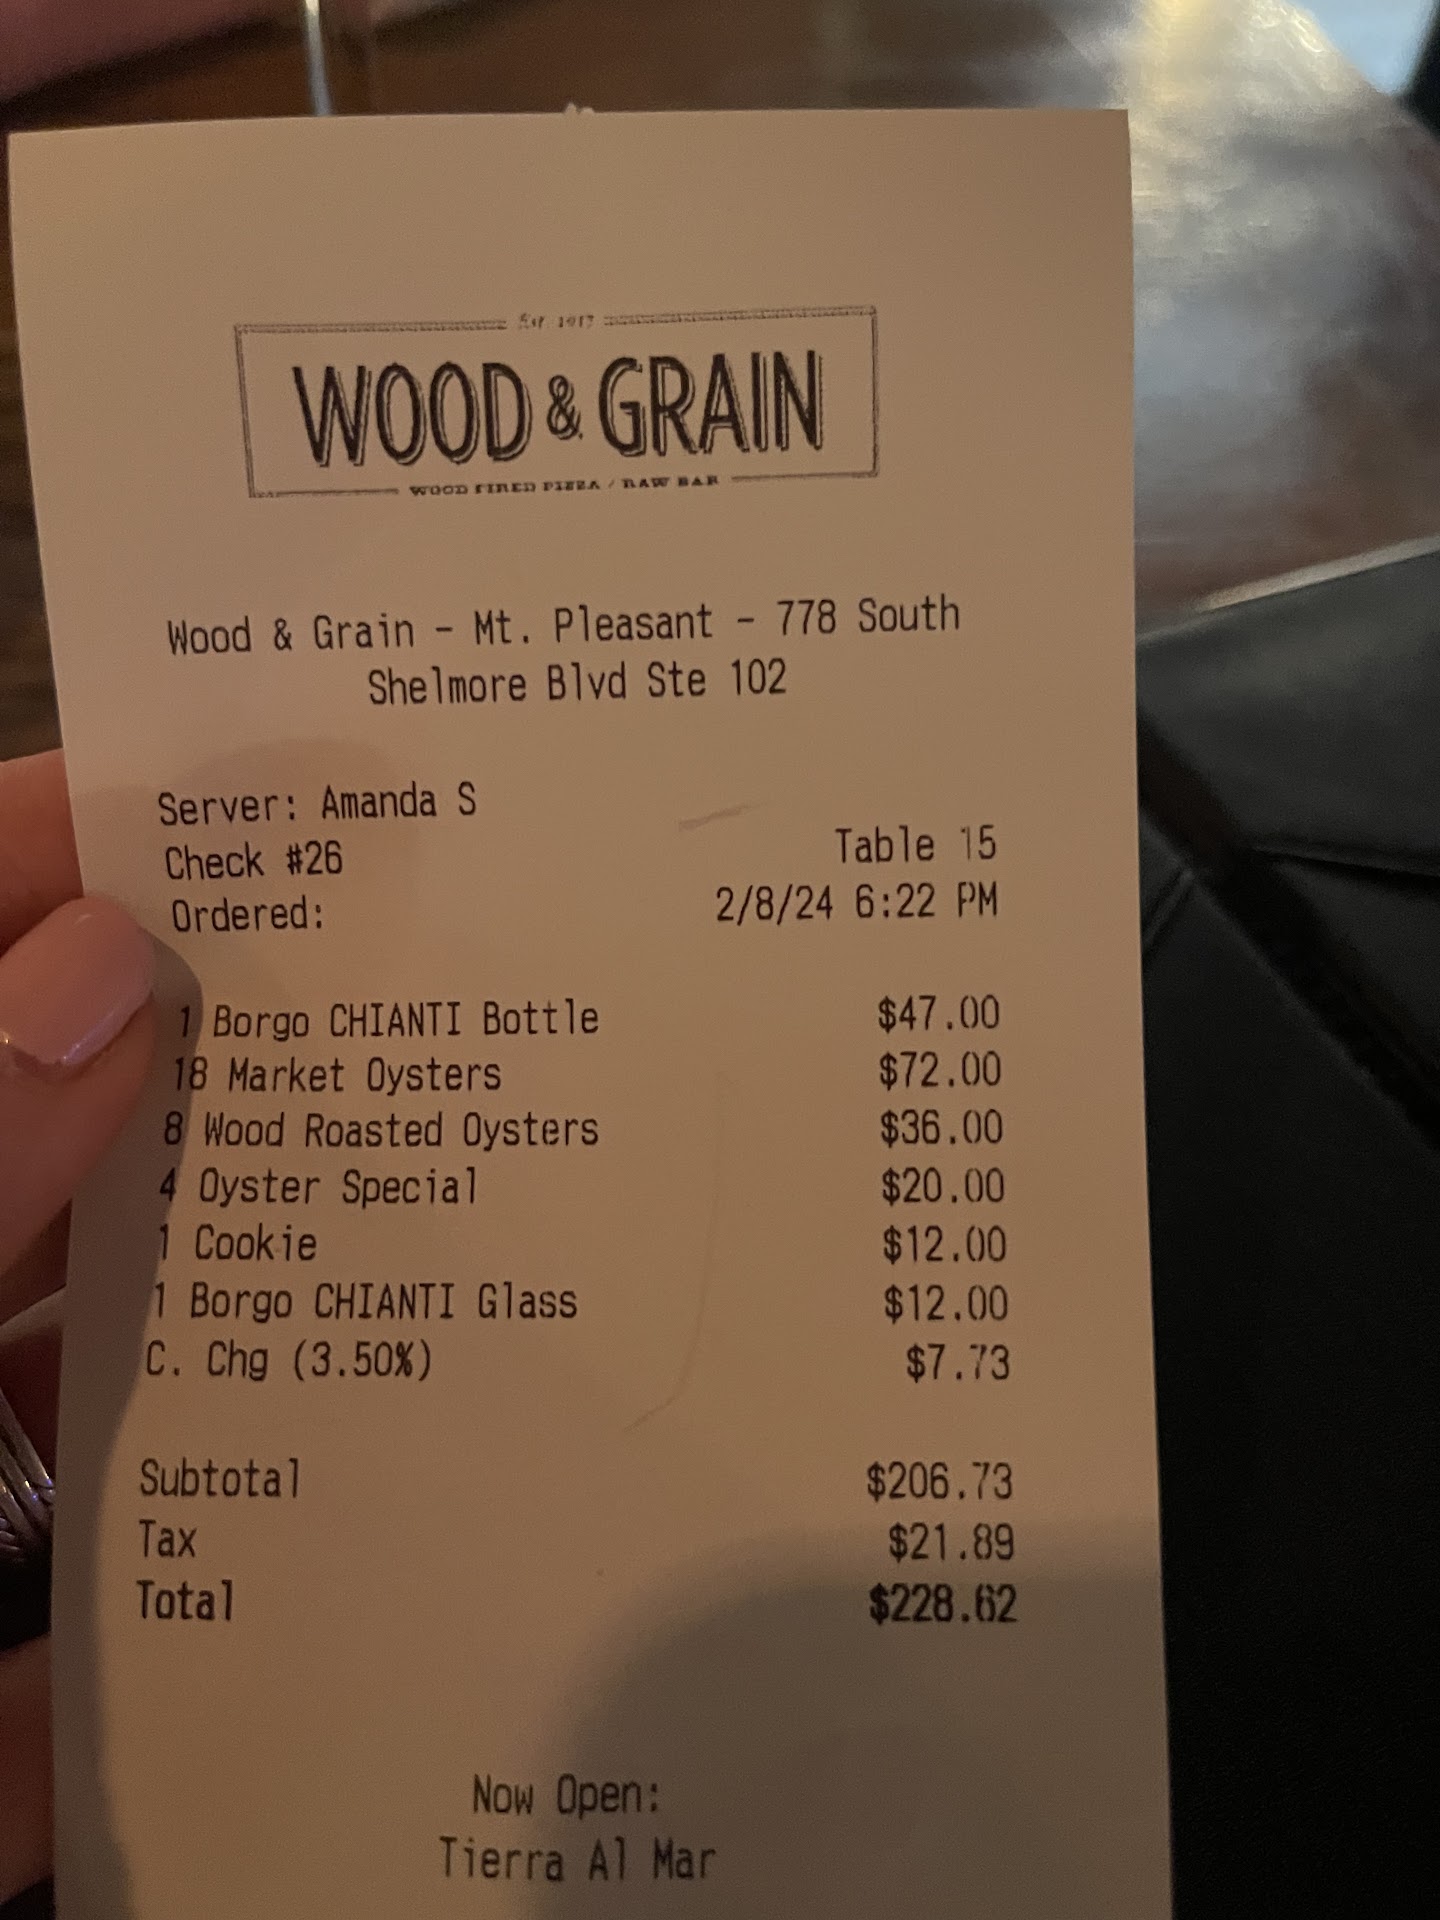 Est 1917
WOOD & GRAIN
WOOD FIRED PIZZA / RAW BAR
Wood & Grain - Mt. Pleasant - 778 South
Shelmore Blvd Ste 102
Server: Amanda S
Check #26 Table 15
Ordered: 2/8/24 6:22 PM
1 Borgo CHIANTI Bottle $47.00
18 Market Oysters $72.00
8 Wood Roasted Oysters $36.00
4 Oyster Special $20.00
1 Cookie $12.00
1 Borgo CHIANTI Glass $12.00
C. Chg (3.50%) $7.73
Subtotal $206.73
Tax $21.89
Total $228.62
Now Open:
Tierra Al Mar